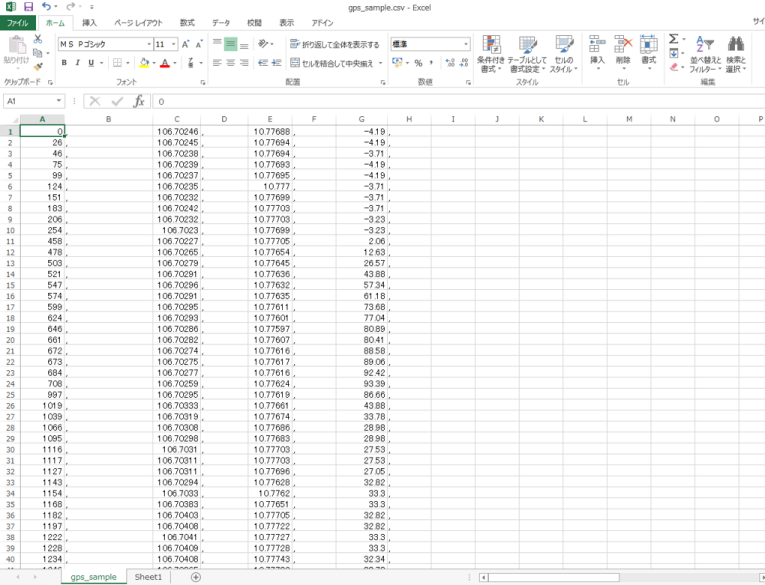 gps_sample.csv - Excel
ファイル ホーム 挿入 ページ レイアウト 数式 データ 校閲 表示 アドイン サイ
貼り付け ＭＳ Ｐゴシック 11 A A 折り返して全体を表示する 標準 条件付き テーブルとして セルの 挿入 削除 書式 Σ 並べ替えと 検索と
B I U A セルを結合して中央揃え % , 書式 書式設定 スタイル フィルター 選択
クリップボード フォント 配置 数値 スタイル セル 編集
A1 fx 0
A B C D E F G H I J K L M N O P
1 0 , 106.70246 , 10.77688 , -4.19 ,
2 26 , 106.70245 , 10.77694 , -4.19 ,
3 46 , 106.70238 , 10.77694 , -3.71 ,
4 75 , 106.70239 , 10.77693 , -4.19 ,
5 99 , 106.70237 , 10.77695 , -4.19 ,
6 124 , 106.70235 , 10.777 , -3.71 ,
7 151 , 106.70232 , 10.77699 , -3.71 ,
8 183 , 106.70242 , 10.77703 , -3.71 ,
9 206 , 106.70232 , 10.77703 , -3.23 ,
10 254 , 106.7023 , 10.77699 , -3.23 ,
11 458 , 106.70227 , 10.77705 , 2.06 ,
12 478 , 106.70265 , 10.77654 , 12.63 ,
13 503 , 106.70279 , 10.77645 , 26.57 ,
14 521 , 106.70291 , 10.77636 , 43.88 ,
15 547 , 106.70296 , 10.77632 , 57.34 ,
16 574 , 106.70291 , 10.77635 , 61.18 ,
17 599 , 106.70295 , 10.77611 , 73.68 ,
18 624 , 106.70293 , 10.77601 , 77.04 ,
19 646 , 106.70286 , 10.77597 , 80.89 ,
20 661 , 106.70282 , 10.77607 , 80.41 ,
21 672 , 106.70274 , 10.77616 , 88.58 ,
22 673 , 106.70275 , 10.77617 , 89.06 ,
23 684 , 106.70277 , 10.77616 , 92.42 ,
24 708 , 106.70259 , 10.77624 , 93.39 ,
25 997 , 106.70295 , 10.77619 , 86.66 ,
26 1019 , 106.70333 , 10.77661 , 43.88 ,
27 1039 , 106.70319 , 10.77674 , 33.78 ,
28 1066 , 106.70308 , 10.77686 , 28.98 ,
29 1095 , 106.70298 , 10.77683 , 28.98 ,
30 1116 , 106.7031 , 10.77703 , 27.53 ,
31 1117 , 106.70311 , 10.77703 , 27.53 ,
32 1127 , 106.70311 , 10.77696 , 27.05 ,
33 1143 , 106.70294 , 10.77628 , 32.82 ,
34 1154 , 106.7033 , 10.7762 , 33.3 ,
35 1168 , 106.70383 , 10.77651 , 33.3 ,
36 1182 , 106.70403 , 10.77705 , 32.82 ,
37 1197 , 106.70408 , 10.77722 , 32.82 ,
38 1222 , 106.7041 , 10.77727 , 33.3 ,
39 1228 , 106.70409 , 10.77728 , 33.3 ,
40 1234 , 106.70408 , 10.77743 , 32.34 ,
gps_sample Sheet1